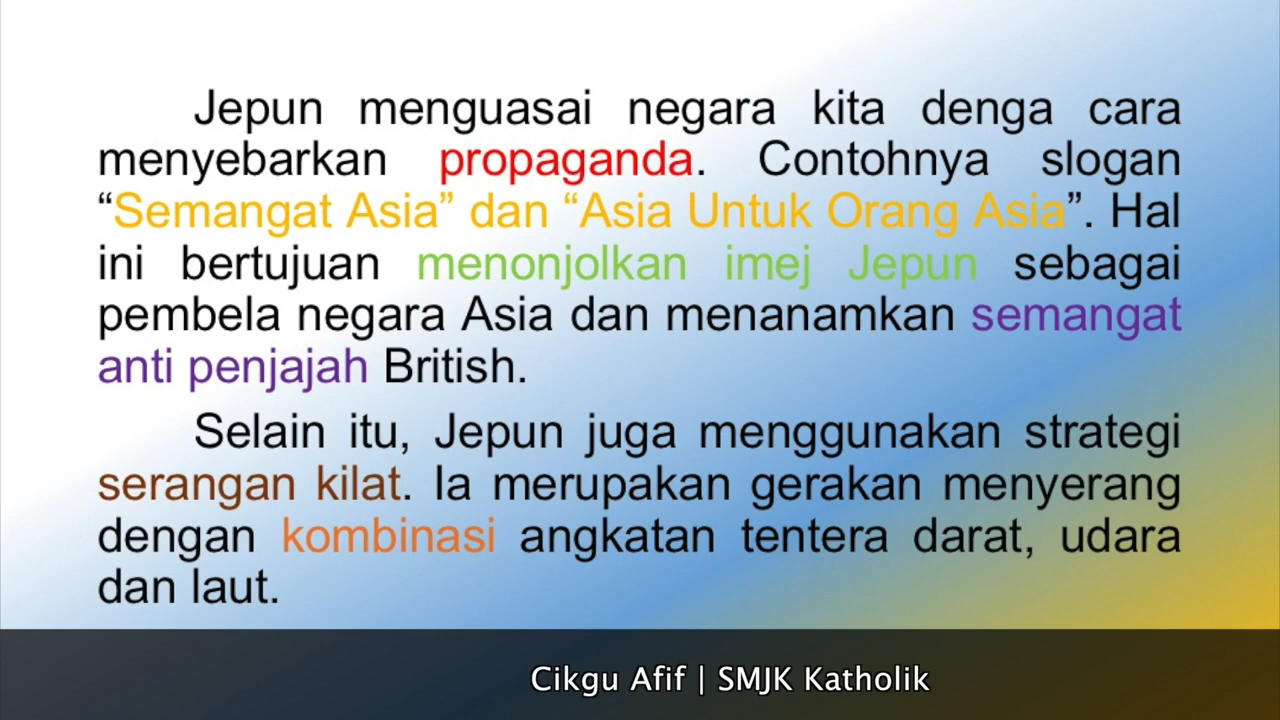 Jepun menguasai negara kita denga cara
menyebarkan propaganda. Contohnya slogan
“Semangat Asia” dan “Asia Untuk Orang Asia”. Hal
ini bertujuan menonjolkan imej Jepun sebagai
pembela negara Asia dan menanamkan semangat
anti penjajah British.
Selain itu, Jepun juga menggunakan strategi
serangan kilat. Ia merupakan gerakan menyerang
dengan kombinasi angkatan tentera darat, udara
dan laut.
Cikgu Afif | SMJK Katholik